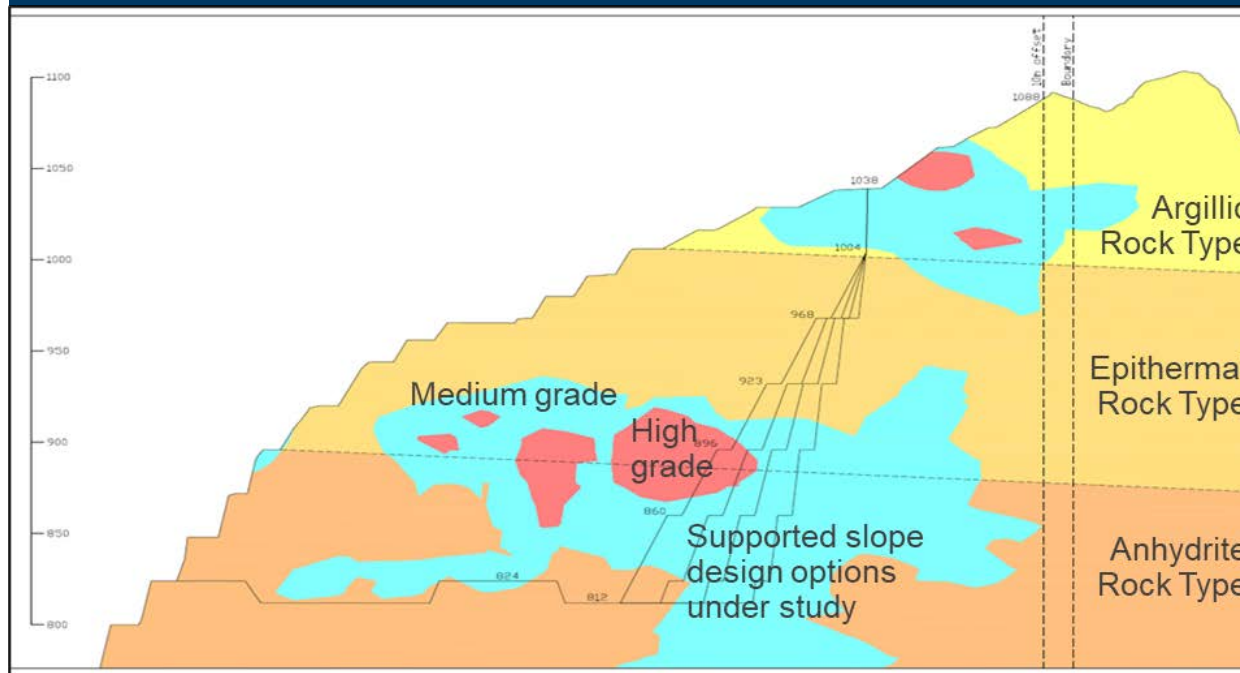 10m offset
Boundary
1100
1088
1050
1038
Argillic
Rock Type
1004
1000
968
950
Epitherma
Rock Type
923
Medium grade
High
grade
900
896
860
850
Supported slope
design options
under study
Anhydrite
Rock Type
824
812
800